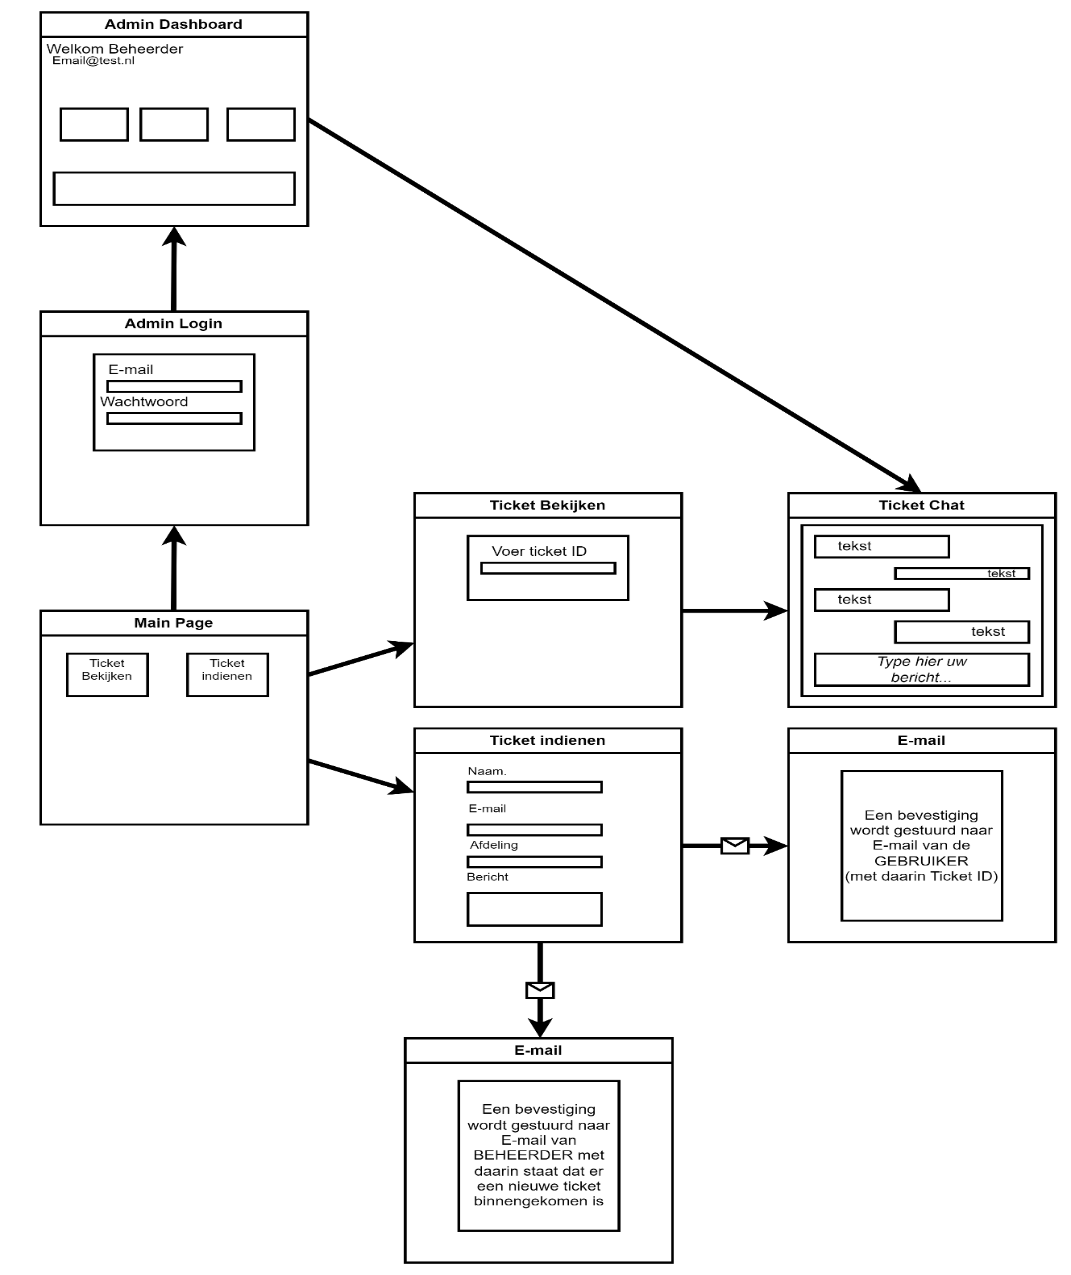 Admin Dashboard
Welkom Beheerder
Email@test.nl
Admin Login
E-mail
Wachtwoord
Main Page
Ticket
Bekijken
Ticket
indienen
Ticket Bekijken
Voer ticket ID
Ticket Chat
tekst
tekst
tekst
tekst
Type hier uw
bericht...
Ticket indienen
Naam.
E-mail
Afdeling
Bericht
E-mail
Een bevestiging
wordt gestuurd naar
E-mail van de
GEBRUIKER
(met daarin Ticket ID)
E-mail
Een bevestiging
wordt gestuurd naar
E-mail van
BEHEERDER met
daarin staat dat er
een nieuwe ticket
binnengekomen is